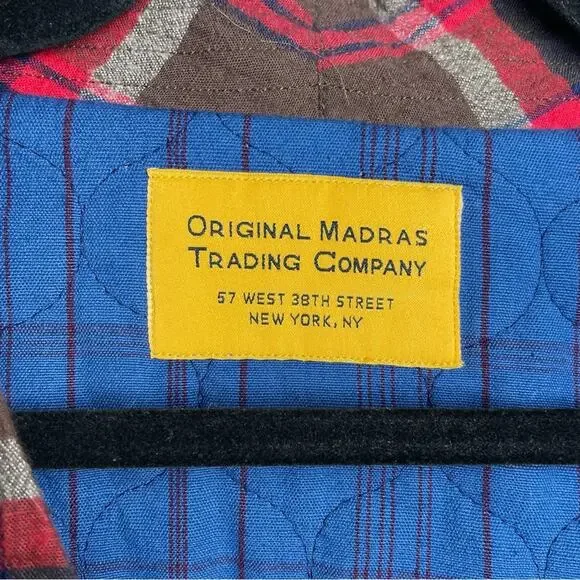 Original Madras
Trading Company
57 WEST 38TH STREET
NEW YORK, NY